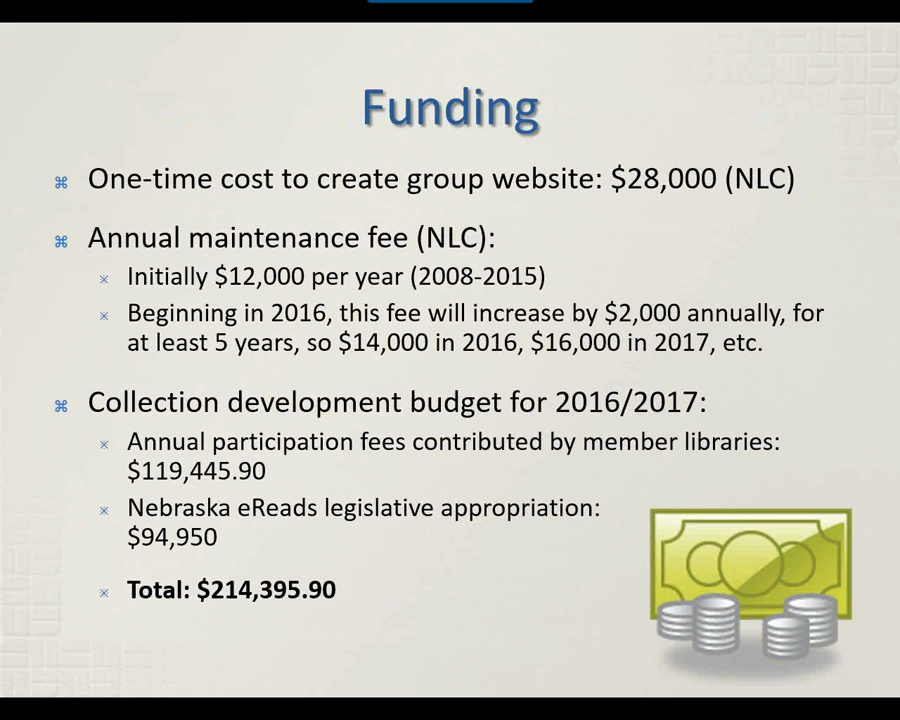 Funding
One-time cost to create group website: $28,000 (NLC)
Annual maintenance fee (NLC):
Initially $12,000 per year (2008-2015)
Beginning in 2016, this fee will increase by $2,000 annually, for
at least 5 years, so $14,000 in 2016, $16,000 in 2017, etc.
Collection development budget for 2016/2017:
Annual participation fees contributed by member libraries:
$119,445.90
Nebraska eReads legislative appropriation:
$94,950
Total: $214,395.90